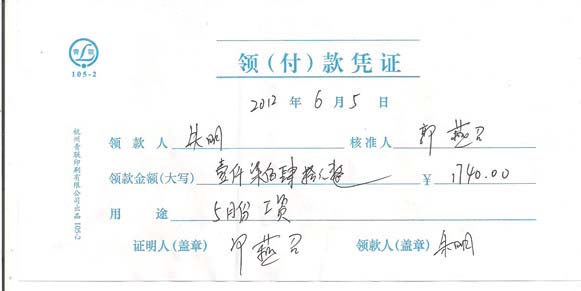 青联
105-2
领(付)款凭证
2012 年 6 月 5 日
领款人 朱明 核准人 郭燕召
领款金额(大写) 壹仟柒佰肆拾元整 ¥ 1740.00
用途 5月份工资
证明人(盖章) 燕召 领款人(盖章) 朱明
杭州青联印刷有限公司出品 105-2